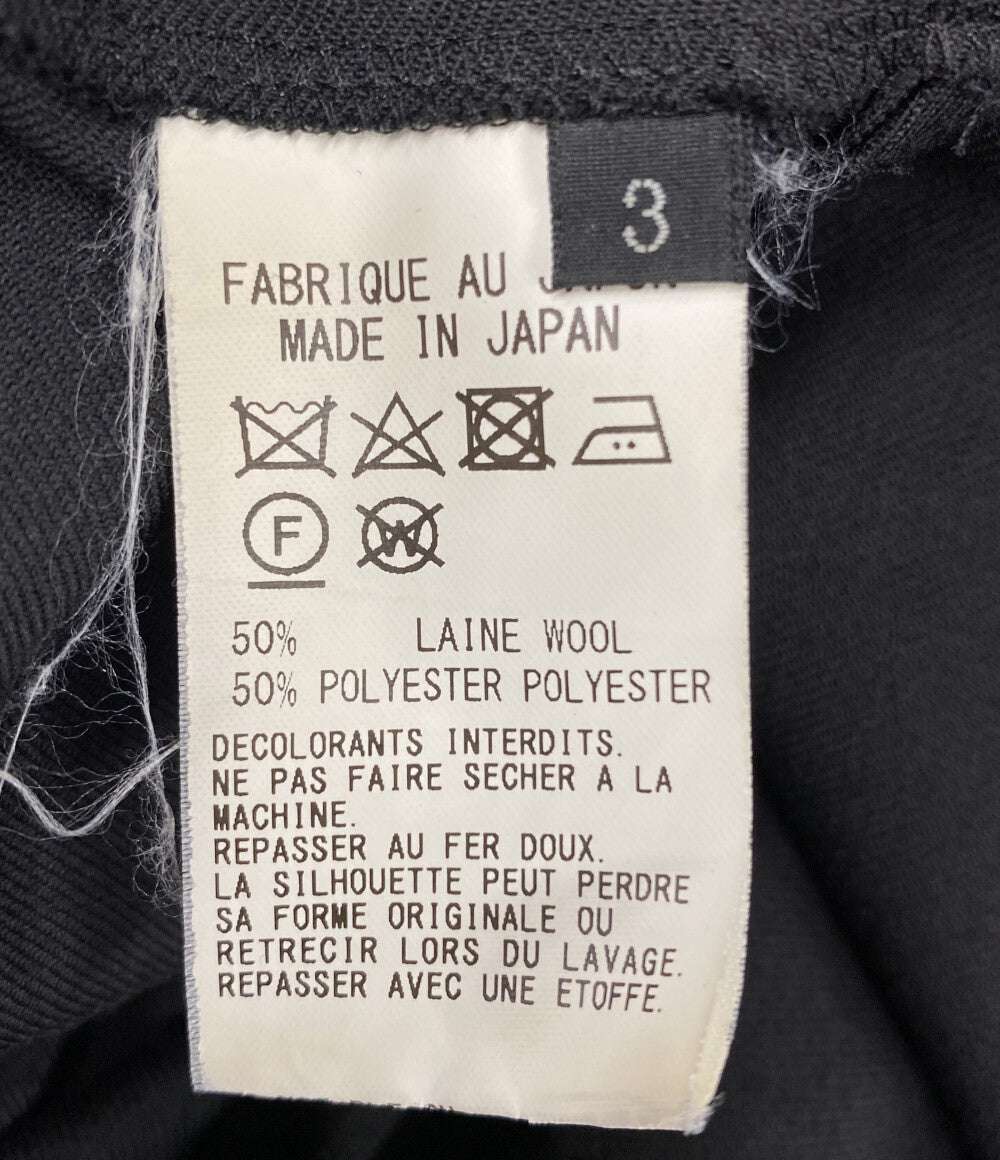 3
FABRIQUE AU JAPON
MADE IN JAPAN
F
W
50% LAINE WOOL
50% POLYESTER POLYESTER
DECOLORANTS INTERDITS.
NE PAS FAIRE SECHER A LA
MACHINE.
REPASSER AU FER DOUX.
LA SILHOUETTE PEUT PERDRE
SA FORME ORIGINALE OU
RETRECIR LORS DU LAVAGE.
REPASSER AVEC UNE ETOFFE.